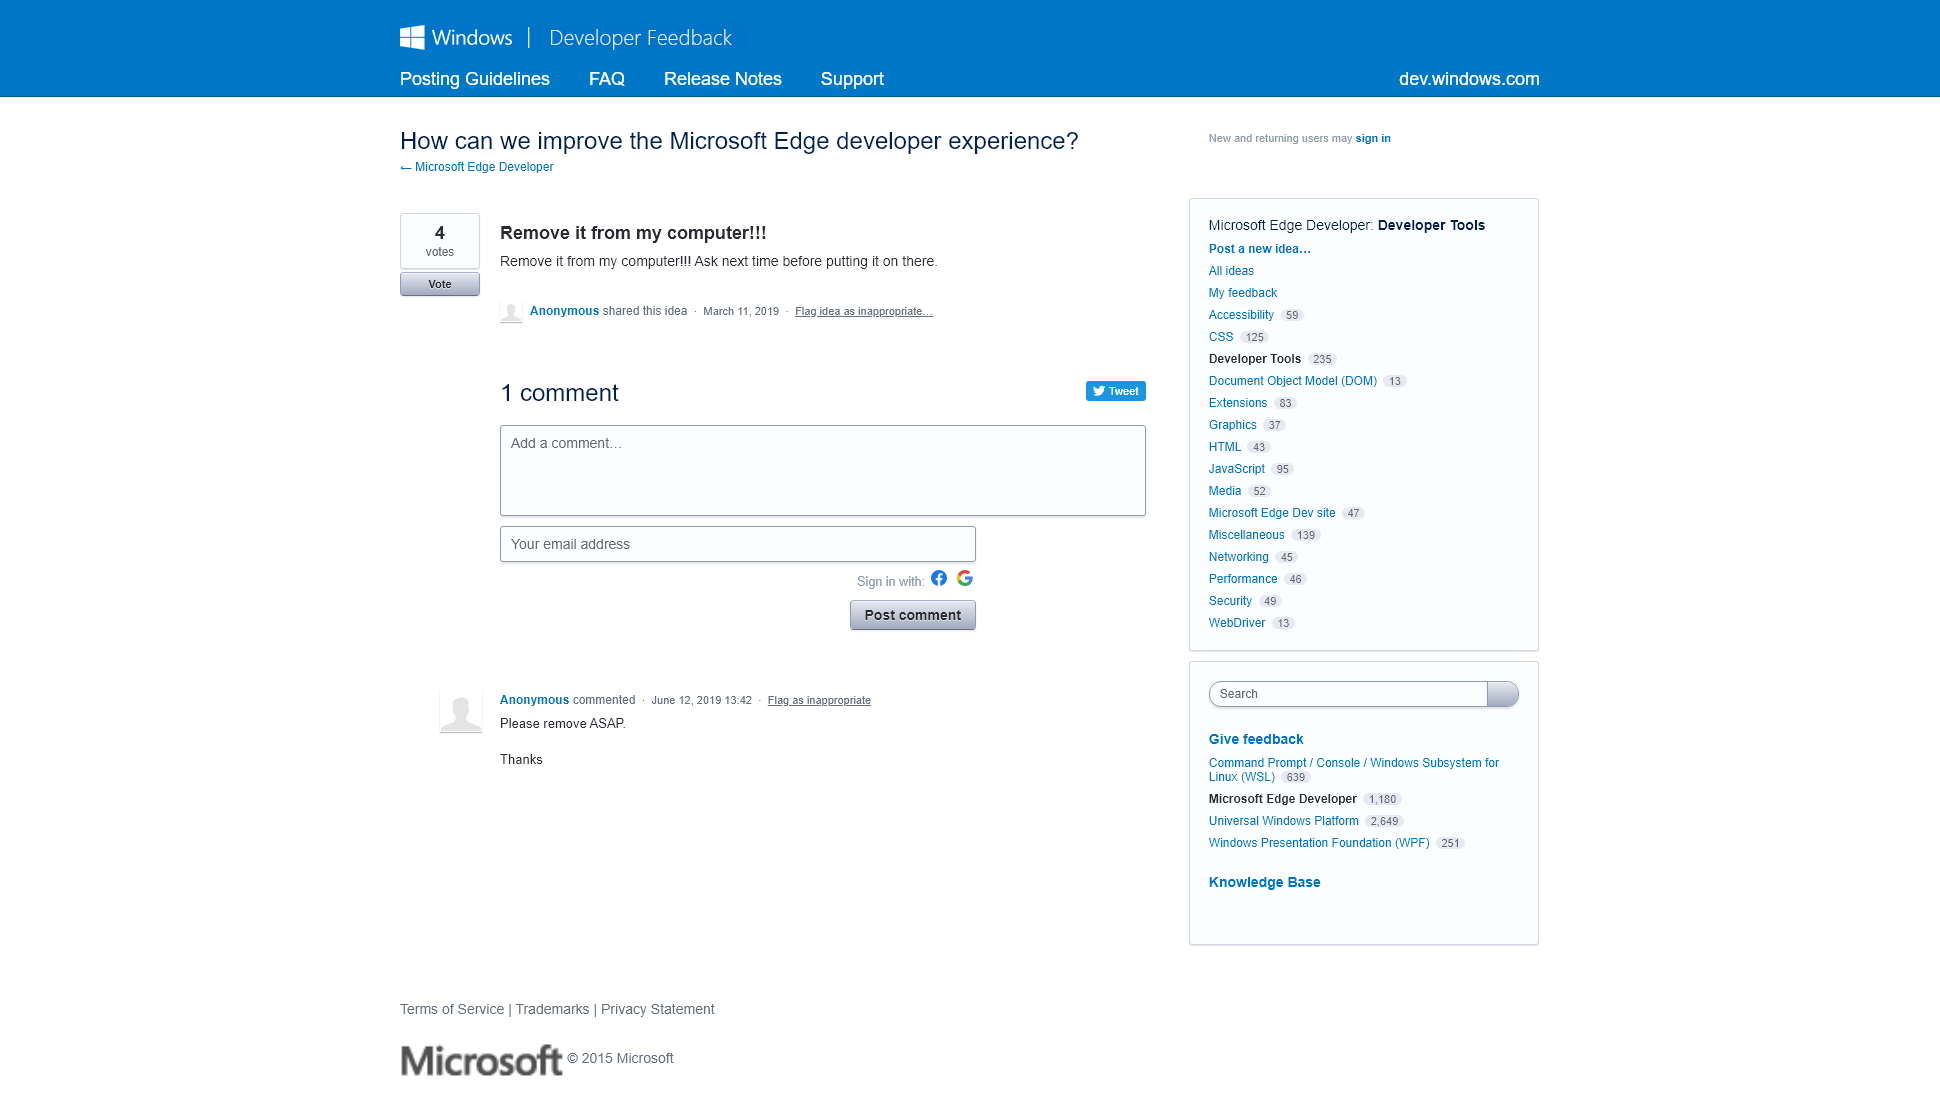 Windows | Developer Feedback
Posting Guidelines FAQ Release Notes Support dev.windows.com
How can we improve the Microsoft Edge developer experience?
← Microsoft Edge Developer
New and returning users may sign in
4
votes
Vote
Remove it from my computer!!!
Remove it from my computer!!! Ask next time before putting it on there.
Anonymous shared this idea · March 11, 2019 · Flag idea as inappropriate…
1 comment
Tweet
Add a comment…
Your email address
Sign in with:
Post comment
Anonymous commented · June 12, 2019 13:42 · Flag as inappropriate
Please remove ASAP.
Thanks
Microsoft Edge Developer: Developer Tools
Post a new idea…
All ideas
My feedback
Accessibility 59
CSS 125
Developer Tools 235
Document Object Model (DOM) 13
Extensions 83
Graphics 37
HTML 43
JavaScript 95
Media 52
Microsoft Edge Dev site 47
Miscellaneous 139
Networking 45
Performance 46
Security 49
WebDriver 13
Search
Give feedback
Command Prompt / Console / Windows Subsystem for
Linux (WSL) 639
Microsoft Edge Developer 1,180
Universal Windows Platform 2,649
Windows Presentation Foundation (WPF) 251
Knowledge Base
Terms of Service | Trademarks | Privacy Statement
Microsoft © 2015 Microsoft